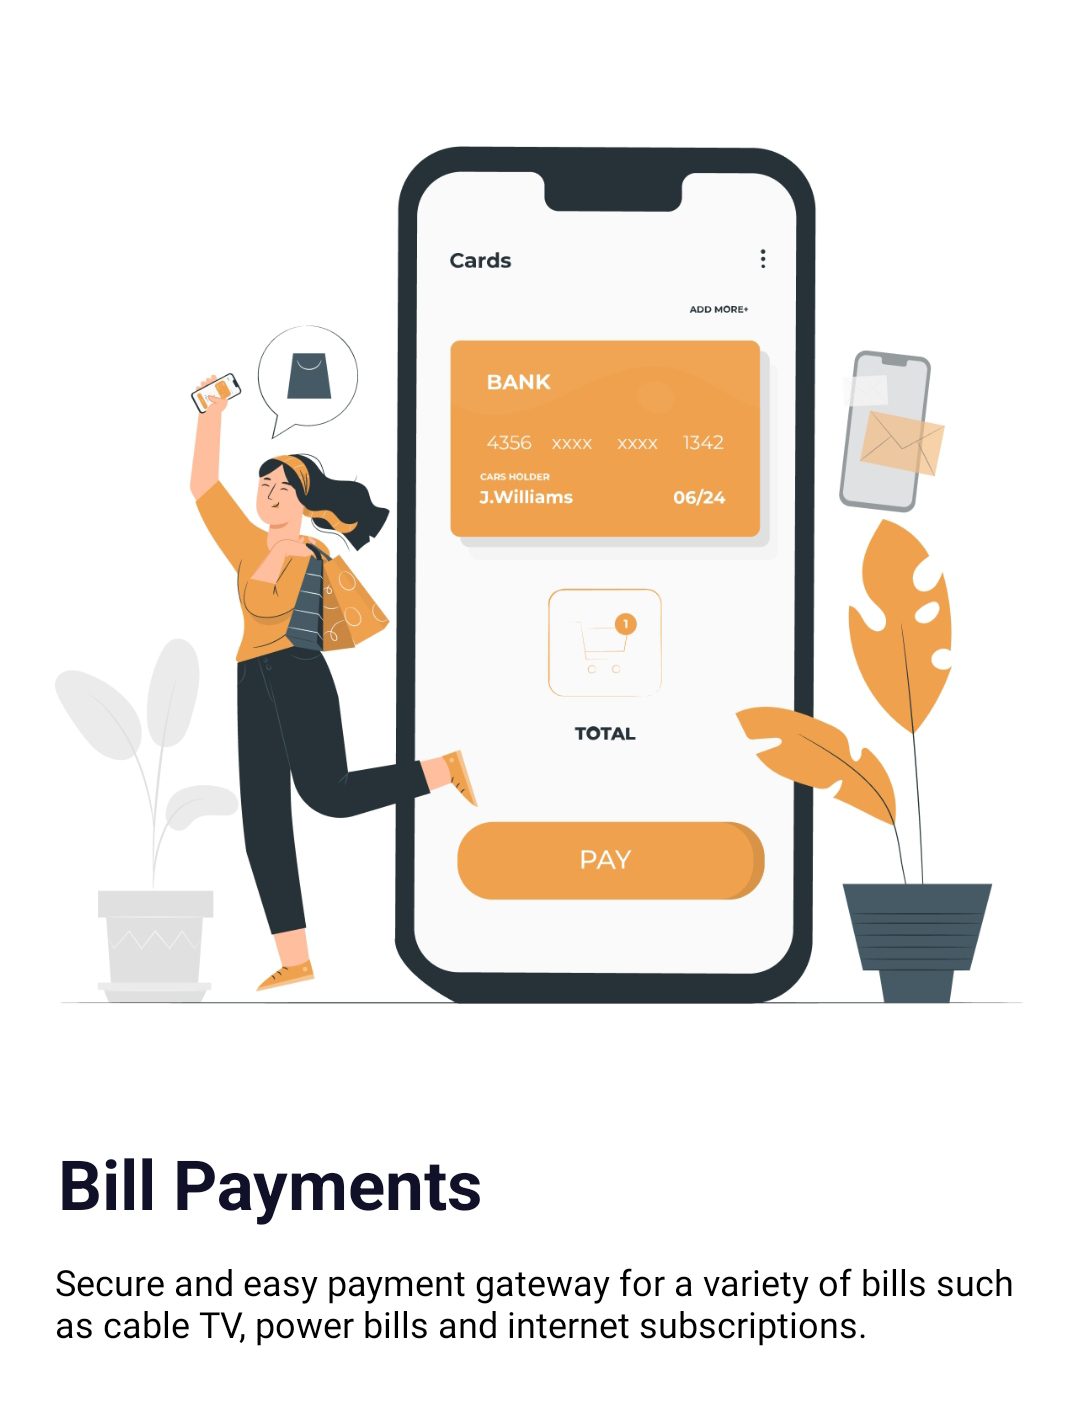 Cards
ADD MORE+
BANK
4356 xxxx xxxx 1342
CARS HOLDER
J.Williams 06/24
1
TOTAL
PAY
Bill Payments
Secure and easy payment gateway for a variety of bills such
as cable TV, power bills and internet subscriptions.